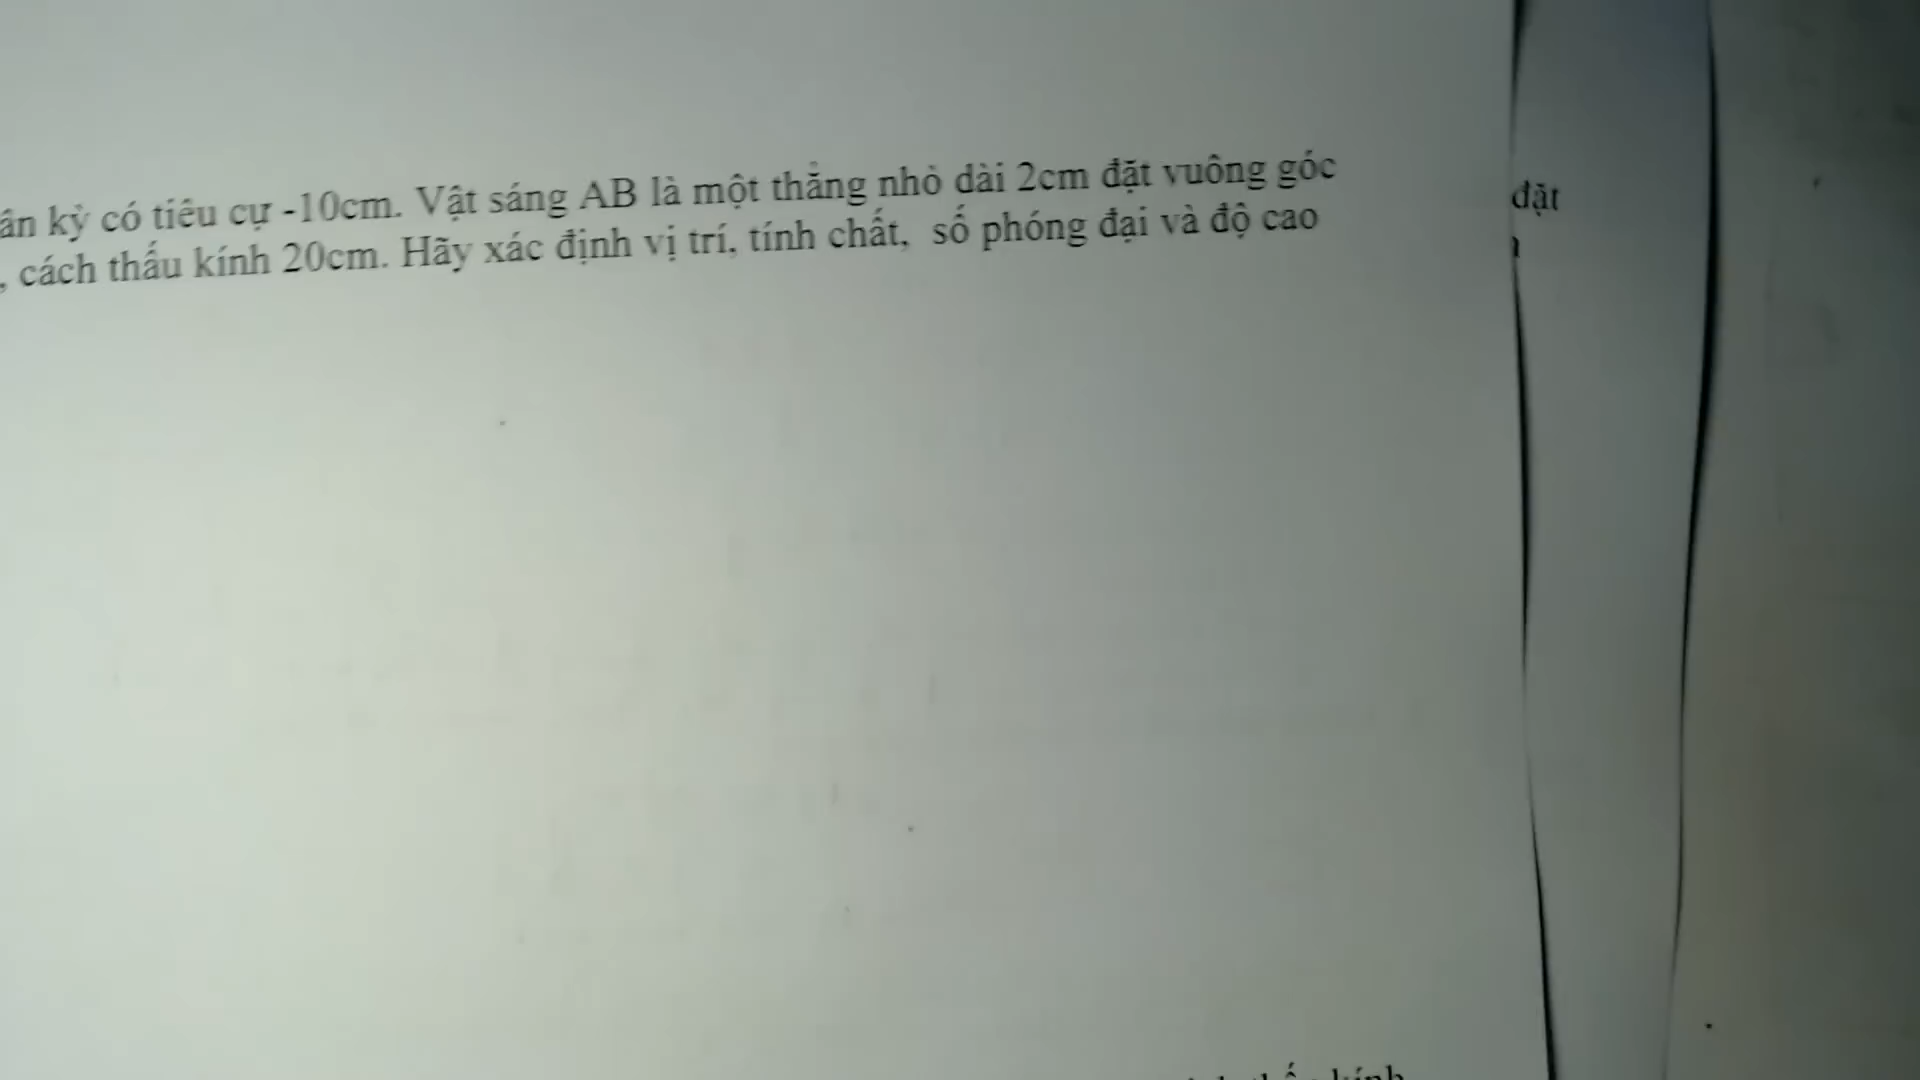 ân kỳ có tiêu cự -10cm. Vật sáng AB là một thẳng nhỏ dài 2cm đặt vuông góc
, cách thấu kính 20cm. Hãy xác định vị trí, tính chất, số phóng đại và độ cao
đặt
kính